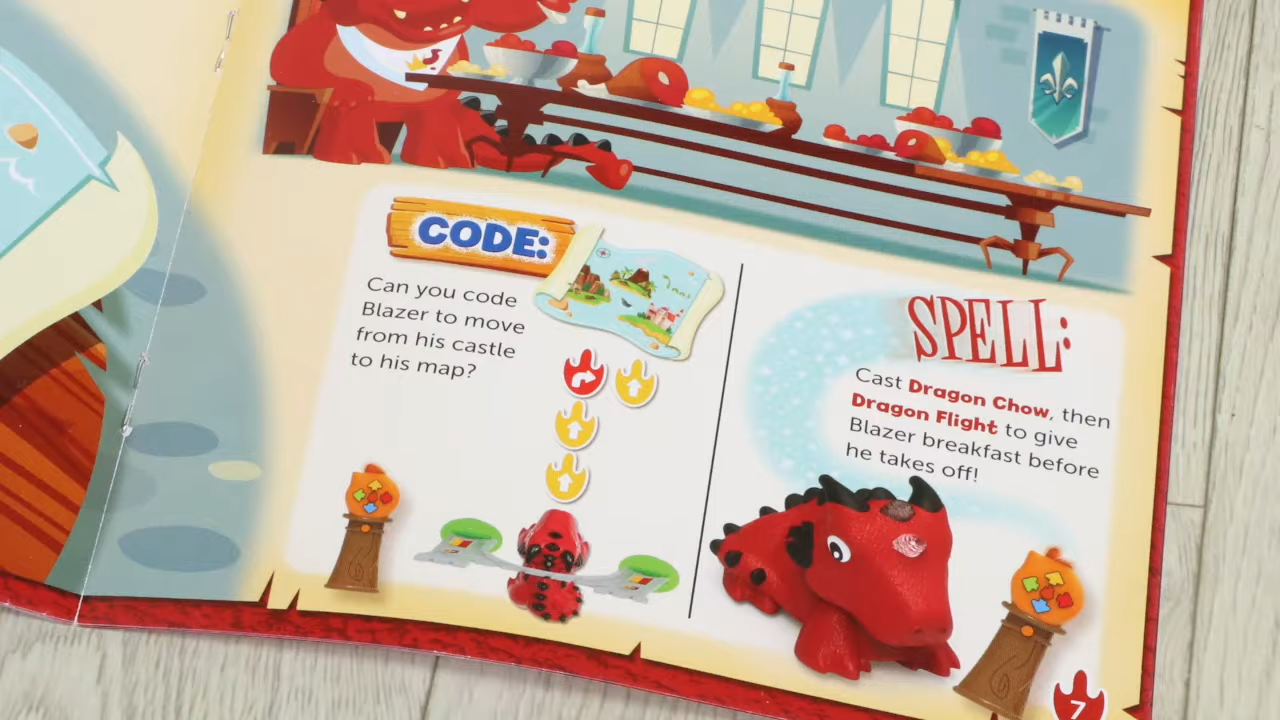 CODE:
Can you code
Blazer to move
from his castle
to his map?
SPELL:
Cast Dragon Chow, then
Dragon Flight to give
Blazer breakfast before
he takes off!
7